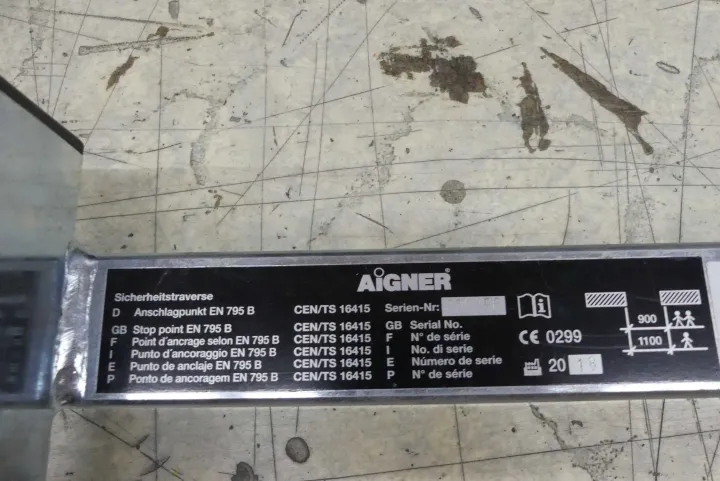 AiGNER®
Sicherheitstraverse
D Anschlagpunkt EN 795 B CEN/TS 16415 Serien-Nr:
GB Stop point EN 795 B CEN/TS 16415 GB Serial No.
F Point d´ancrage selon EN 795 B CEN/TS 16415 F N° de série
I Punto d´ancoraggio EN 795 B CEN/TS 16415 I No. di serie
E Punto de anclaje EN 795 B CEN/TS 16415 E Número de serie
P Ponto de ancoragem EN 795 B CEN/TS 16415 P N° de série
i
CE 0299
20 18
900
1100